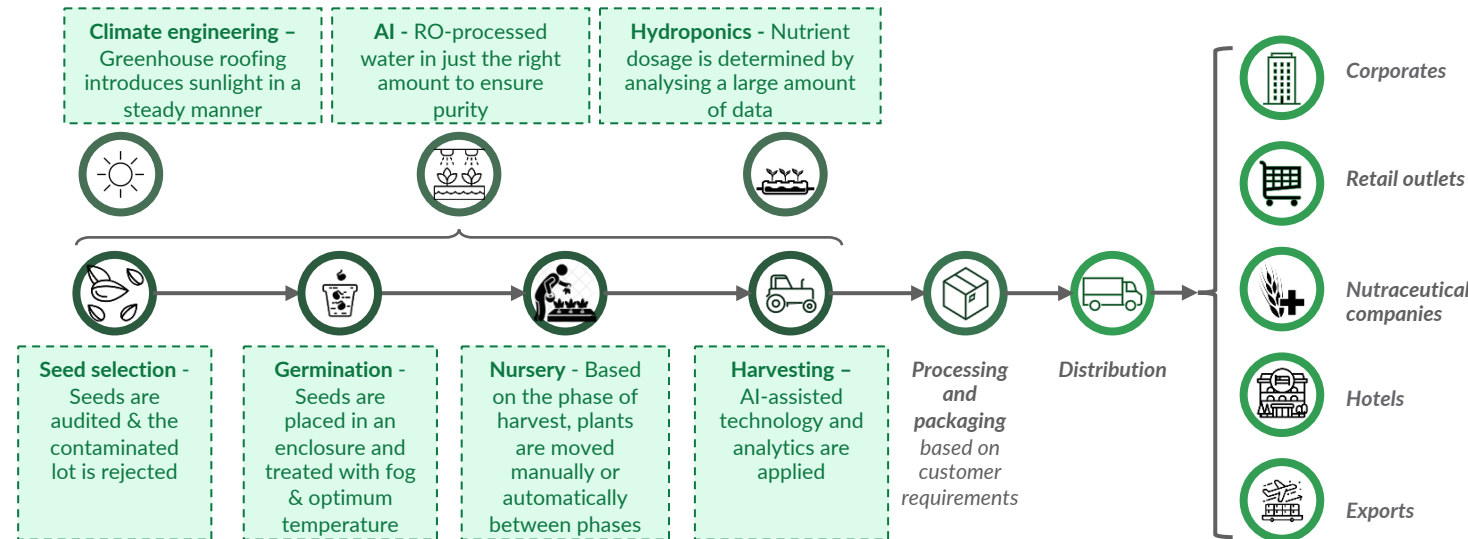 Climate engineering –
Greenhouse roofing
introduces sunlight in a
steady manner
AI - RO-processed
water in just the right
amount to ensure
purity
Hydroponics - Nutrient
dosage is determined by
analysing a large amount
of data
Seed selection -
Seeds are
audited & the
contaminated
lot is rejected
Germination -
Seeds are
placed in an
enclosure and
treated with fog
& optimum
temperature
Nursery - Based
on the phase of
harvest, plants
are moved
manually or
automatically
between phases
Harvesting –
AI-assisted
technology and
analytics are
applied
Processing
and
packaging
based on
customer
requirements
Distribution
Corporates
Retail outlets
Nutraceutical
companies
Hotels
Exports